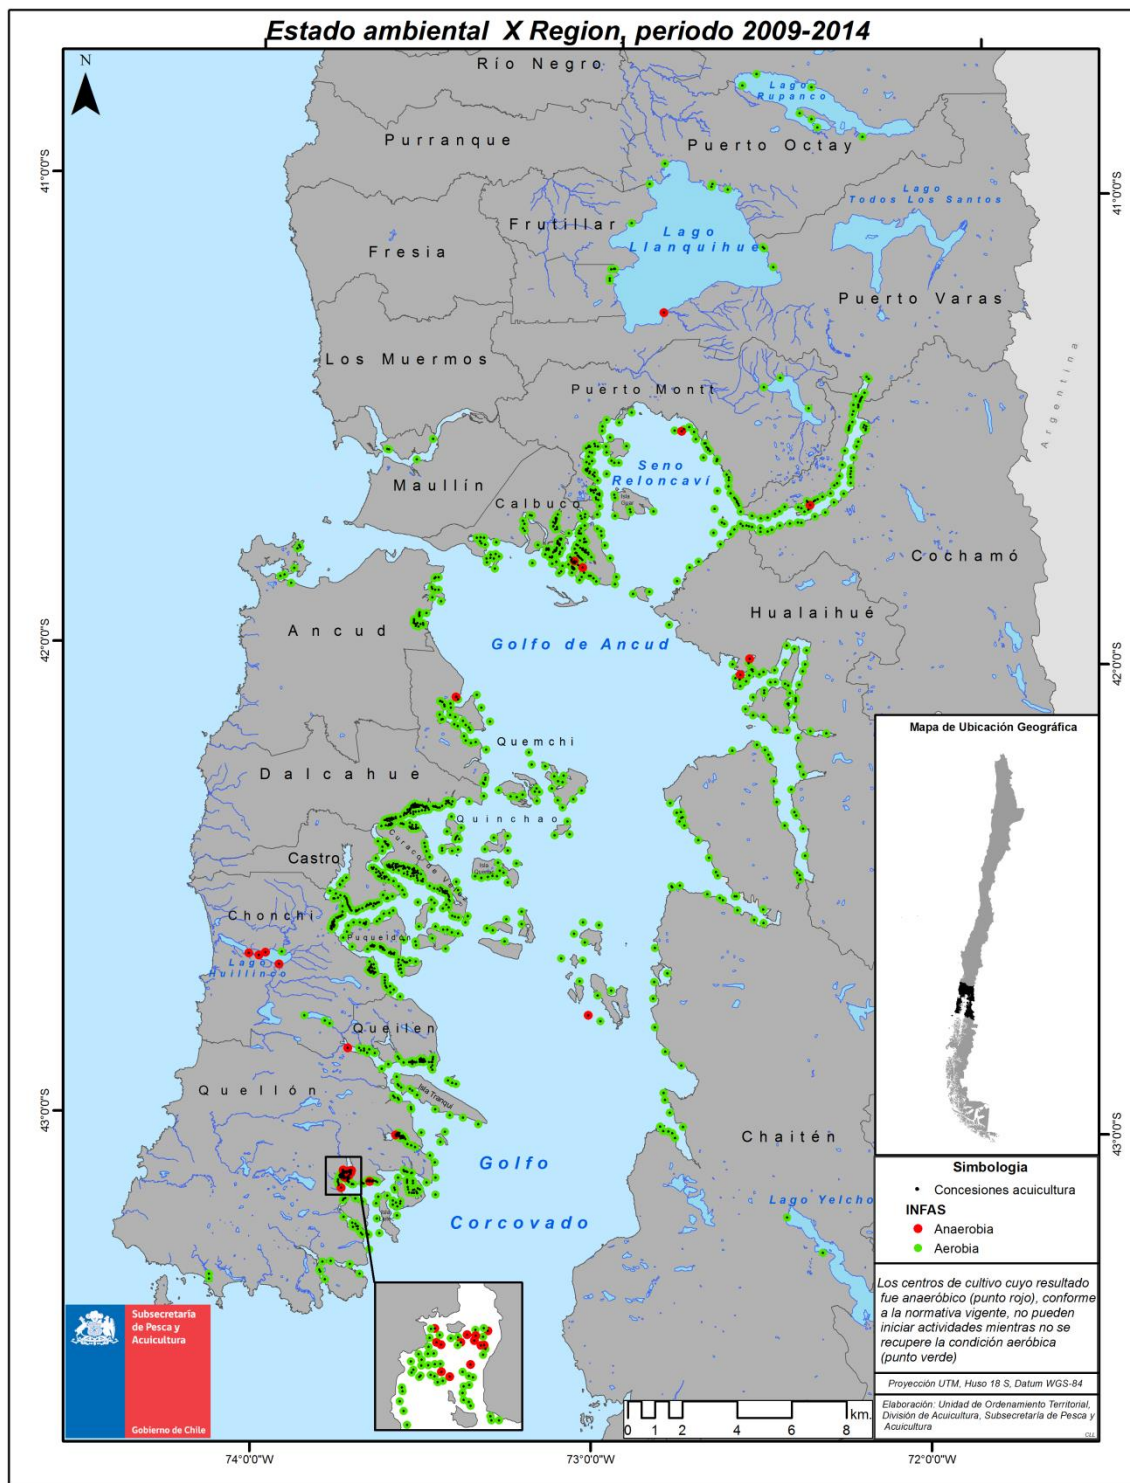 Estado ambiental X Region, periodo 2009-2014
N
Río Negro
Lago
Rupanco
Purranque
Puerto Octay
41°0'0"S
41°0'0"S
Lago
Todos Los Santos
Frutillar
Lago
Llanquihue
Fresia
Puerto Varas
Los Muermos
Argentina
Puerto Montt
Seno
Reloncaví
Maullín
Calbuco
Isla
Cochamó
Hualaihué
Ancud
Golfo de Ancud
42°0'0"S
42°0'0"S
Mapa de Ubicación Geográfica
Quemchi
Dalcahue
Quinchao
Curaco de
Castro
Isla
Chonchi
Puqueldón
Lago
Huillinco
Queilen
Quellón
Isla Tranqui
43°0'0"S
43°0'0"S
Chaitén
Golfo
Corcovado
Lago Yelcho
Simbologia
Concesiones acuicultura
INFAS
Anaerobia
Aerobia
Los centros de cultivo cuyo resultado
fue anaeróbico (punto rojo), conforme
a la normativa vigente, no pueden
iniciar actividades mientras no se
recupere la condición aeróbica
(punto verde)
Proyección UTM, Huso 18 S, Datum WGS-84
Elaboración: Unidad de Ordenamiento Territorial,
División de Acuicultura, Subsecretaría de Pesca y
Acuicultura
CLL
Subsecretaría
de Pesca y
Acuicultura
Gobierno de Chile
0 1 2 4 6 8 km.
74°0'0"W
73°0'0"W
72°0'0"W